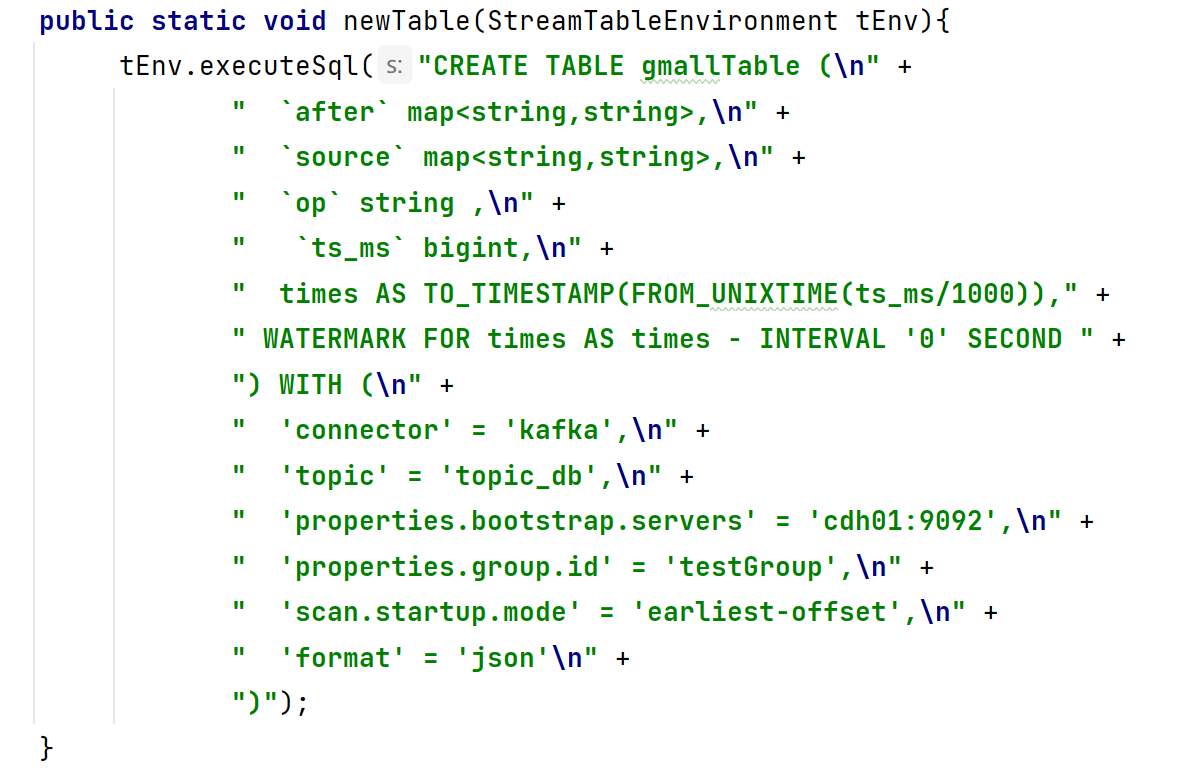 public static void newTable(StreamTableEnvironment tEnv){
tEnv.executeSql( s: "CREATE TABLE gmallTable (\n" +
"  `after` map<string,string>,\n" +
"  `source` map<string,string>,\n" +
"  `op` string ,\n" +
"   `ts_ms` bigint,\n" +
"  times AS TO_TIMESTAMP(FROM_UNIXTIME(ts_ms/1000))," +
" WATERMARK FOR times AS times - INTERVAL '0' SECOND " +
") WITH (\n" +
"  'connector' = 'kafka',\n" +
"  'topic' = 'topic_db',\n" +
"  'properties.bootstrap.servers' = 'cdh01:9092',\n" +
"  'properties.group.id' = 'testGroup',\n" +
"  'scan.startup.mode' = 'earliest-offset',\n" +
"  'format' = 'json'\n" +
")");
}